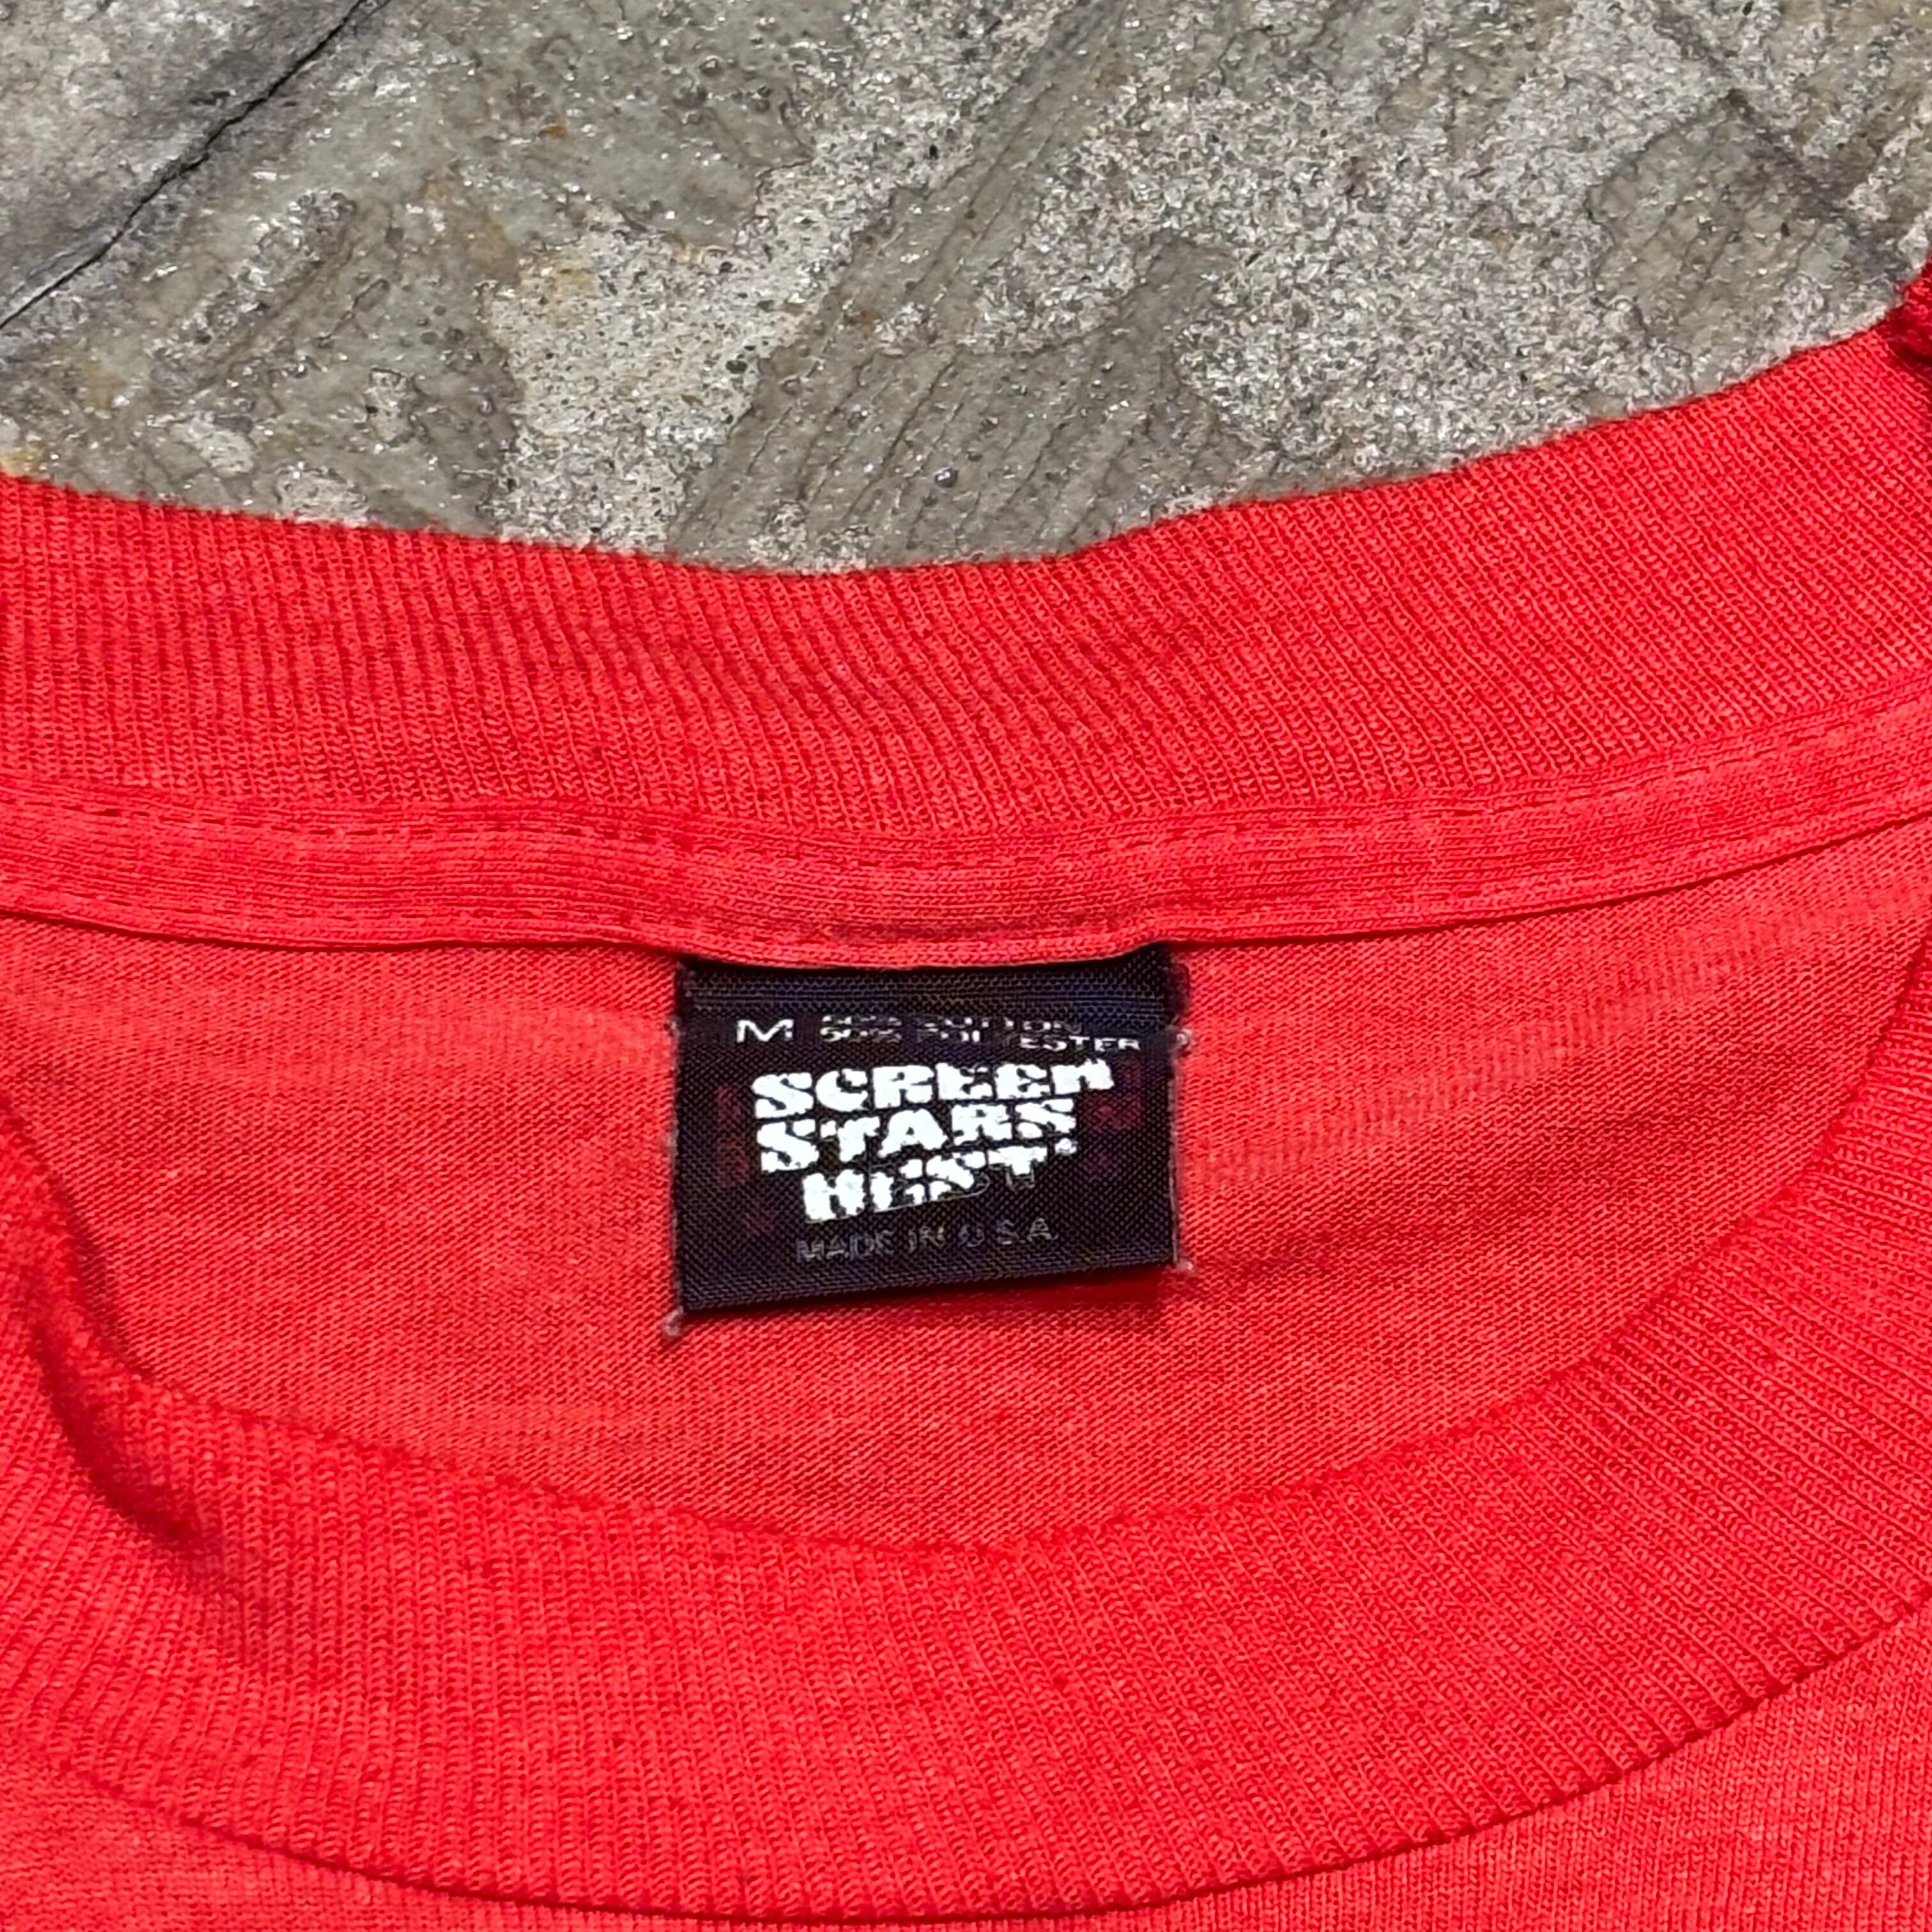 M 50% COTTON
50% POLYESTER
SCREEN
STARS
BEST
MADE IN U.S.A.